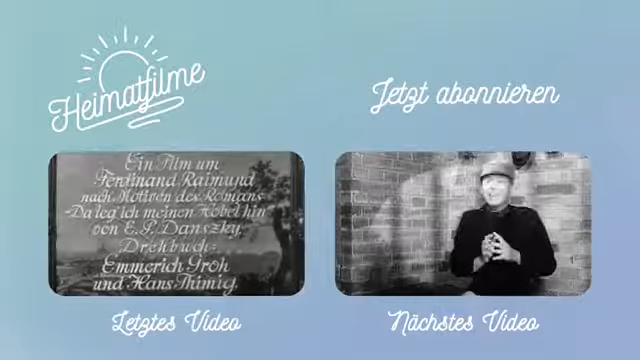 Heimatfilme
Jetzt abonnieren
Ein Film um
Ferdinand Raimund
nach Motiven des Romans
"Da leg' ich meinen Hobel hin"
von E. P. Danszky.
Drehbuch:
Emmerich Groh
und Hans Thimig.
Letztes Video
Nächstes Video